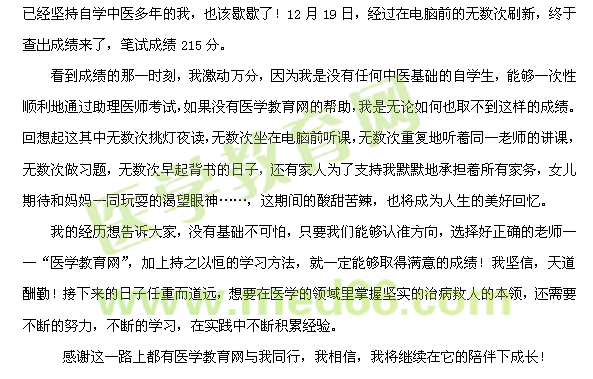 已经坚持自学中医多年的我，也该歇歇了！12 月 19 日，经过在电脑前的无数次刷新，终于
查出成绩来了，笔试成绩 215 分。
看到成绩的那一时刻，我激动万分，因为我是没有任何中医基础的自学生，能够一次性
顺利地通过助理医师考试，如果没有医学教育网的帮助，我是无论如何也取不到这样的成绩。
回想起这其中无数次挑灯夜读，无数次坐在电脑前听课，无数次重复地听着同一老师的讲课，
无数次做习题，无数次早起背书的日子，还有家人为了支持我默默地承担着所有家务，女儿
期待和妈妈一同玩耍的渴望眼神……，这期间的酸甜苦辣，也将成为人生的美好回忆。
我的经历想告诉大家，没有基础不可怕，只要我们能够认准方向，选择好正确的老师—
—“医学教育网”，加上持之以恒的学习方法，就一定能够取得满意的成绩！我坚信，天道
酬勤！接下来的日子任重而道远，想要在医学的领域里掌握坚实的治病救人的本领，还需要
不断的努力，不断的学习，在实践中不断积累经验。
感谢这一路上都有医学教育网与我同行，我相信，我将继续在它的陪伴下成长！
医学教育网
www.med66.com